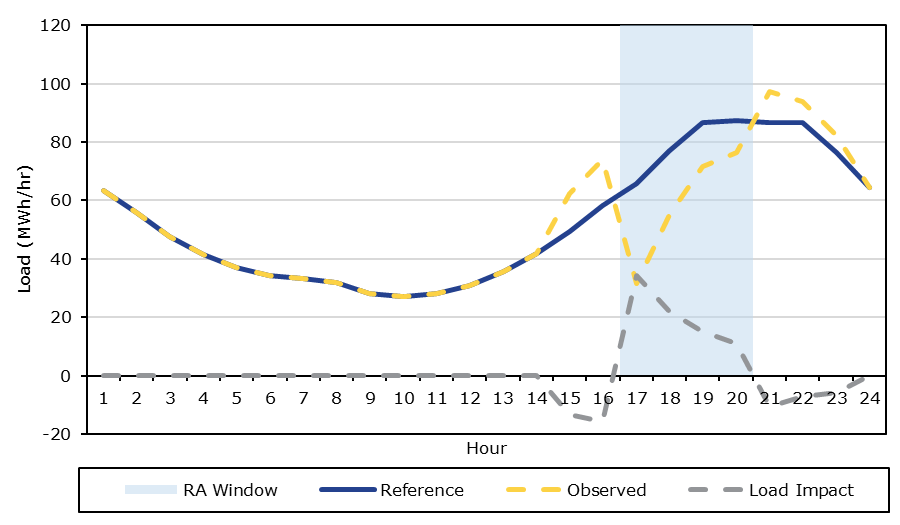 120
100
80
60
40
20
0
-20
Load (MWh/hr)
1 2 3 4 5 6 7 8 9 10 11 12 13 14 15 16 17 18 19 20 21 22 23 24
Hour
RA Window Reference Observed Load Impact